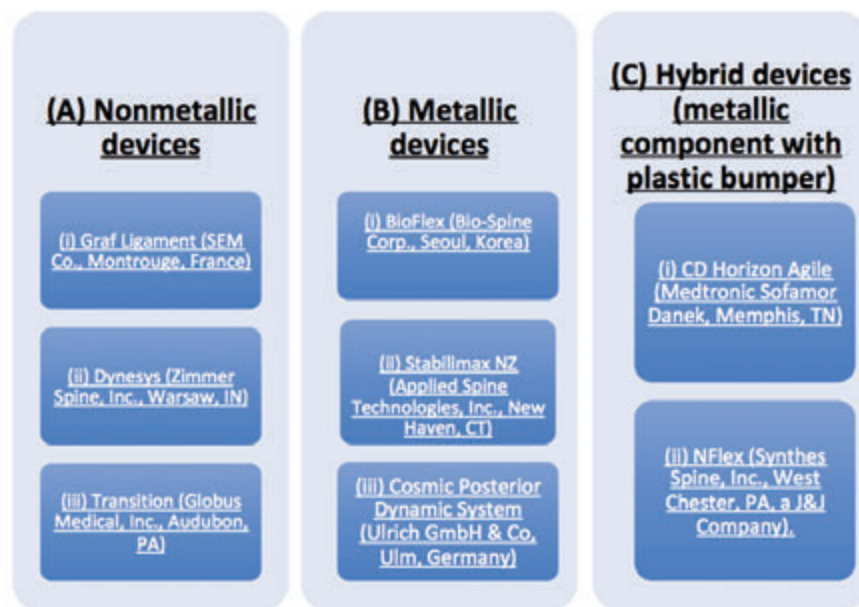 (A) Nonmetallic
devices
(i) Graf Ligament (SEM
Co., Montrouge, France)
(ii) Dynesys (Zimmer
Spine, Inc., Warsaw, IN)
(iii) Transition (Globus
Medical, Inc., Audubon,
PA)
(B) Metallic
devices
(i) BioFlex (Bio-Spine
Corp., Seoul, Korea)
(ii) Stabilimax NZ
(Applied Spine
Technologies, Inc., New
Haven, CT)
(iii) Cosmic Posterior
Dynamic System
(Ulrich GmbH & Co,
Ulm, Germany)
(C) Hybrid devices
(metallic
component with
plastic bumper)
(i) CD Horizon Agile
(Medtronic Sofamor
Danek, Memphis, TN)
(ii) NFlex (Synthes
Spine, Inc., West
Chester, PA, a J&J
Company).